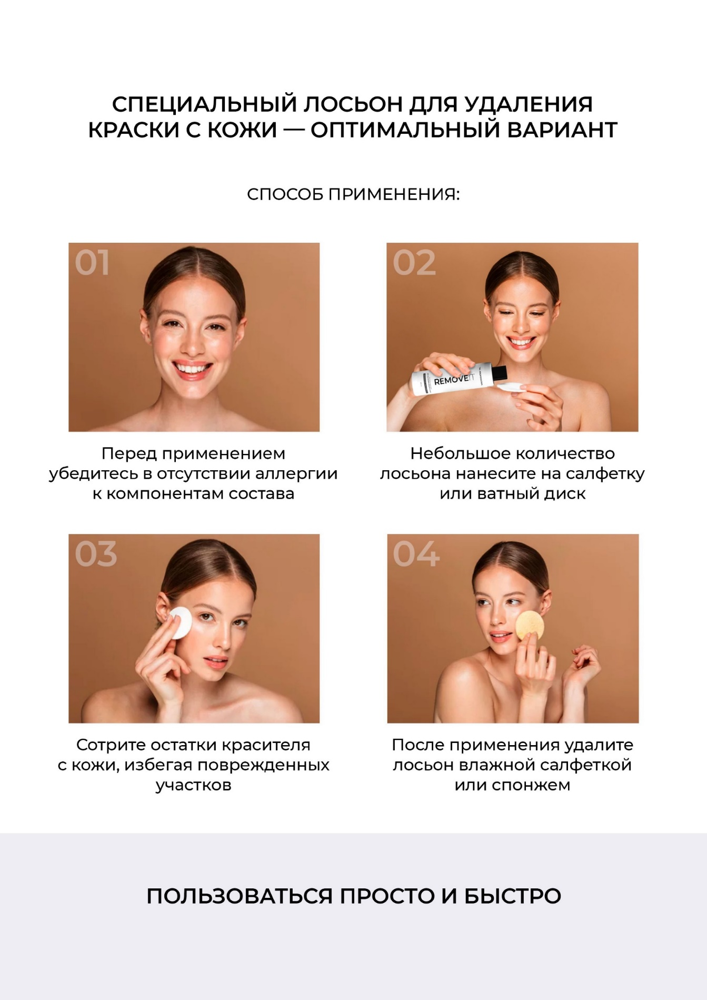 СПЕЦИАЛЬНЫЙ ЛОСЬОН ДЛЯ УДАЛЕНИЯ
КРАСКИ С КОЖИ — ОПТИМАЛЬНЫЙ ВАРИАНТ
СПОСОБ ПРИМЕНЕНИЯ:
01
02
REMOVEIT
Перед применением
убедитесь в отсутствии аллергии
к компонентам состава
Небольшое количество
лосьона нанесите на салфетку
или ватный диск
03
04
Сотрите остатки красителя
с кожи, избегая поврежденных
участков
После применения удалите
лосьон влажной салфеткой
или спонжем
ПОЛЬЗОВАТЬСЯ ПРОСТО И БЫСТРО